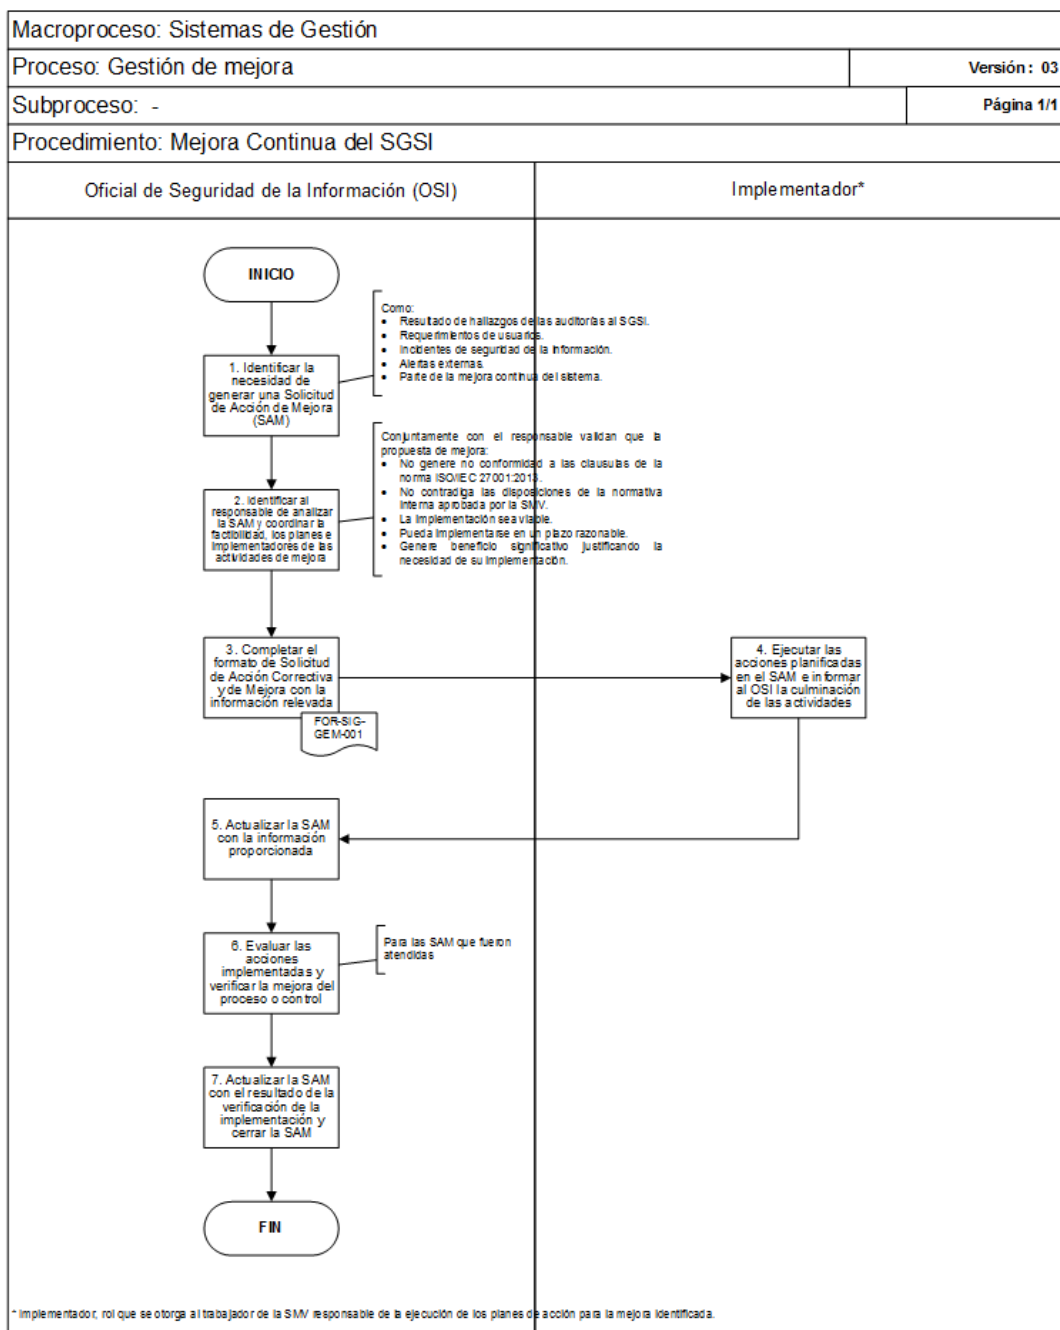 Macroproceso: Sistemas de Gestión
Proceso: Gestión de mejora
Versión: 03
Subproceso: -
Página 1/1
Procedimiento: Mejora Continua del SGSI
Oficial de Seguridad de la Información (OSI)
Implementador*
INICIO
Como:
• Resultado de hallazgos de las auditorías al SGSI.
• Requerimientos de usuarios.
• Incidentes de seguridad de la información.
• Alertas externas.
• Parte de la mejora continua del sistema.
1. Identificar la
necesidad de
generar una Solicitud
de Acción de Mejora
(SAM)
Conjuntamente con el responsable validan que la
propuesta de mejora:
• No genere no conformidad a las clausulas de la
norma ISO/IEC 27001:2013.
• No contradiga las disposiciones de la normativa
interna aprobada por la SMV.
• La implementación sea viable.
• Pueda implementarse en un plazo razonable.
• Genere beneficio significativo justificando la
necesidad de su implementación.
2. Identificar al
responsable de analizar
la SAM y coordinar la
factibilidad, los planes e
implementadores de las
actividades de mejora
3. Completar el
formato de Solicitud
de Acción Correctiva
y de Mejora con la
información relevada
FOR-SIG-
GEM-001
4. Ejecutar las
acciones planificadas
en el SAM e informar
al OSI la culminación
de las actividades
5. Actualizar la SAM
con la información
proporcionada
6. Evaluar las
acciones
implementadas y
verificar la mejora del
proceso o control
Para las SAM que fueron
atendidas
7. Actualizar la SAM
con el resultado de la
verificación de la
implementación y
cerrar la SAM
FIN
* Implementador, rol que se otorga al trabajador de la SMV responsable de la ejecución de los planes de acción para la mejora identificada.